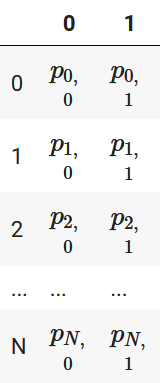 0 1
0 p0, 0 p0, 1
1 p1, 0 p1, 1
2 p2, 0 p2, 1
... ... ...
N pN, 0 pN, 1